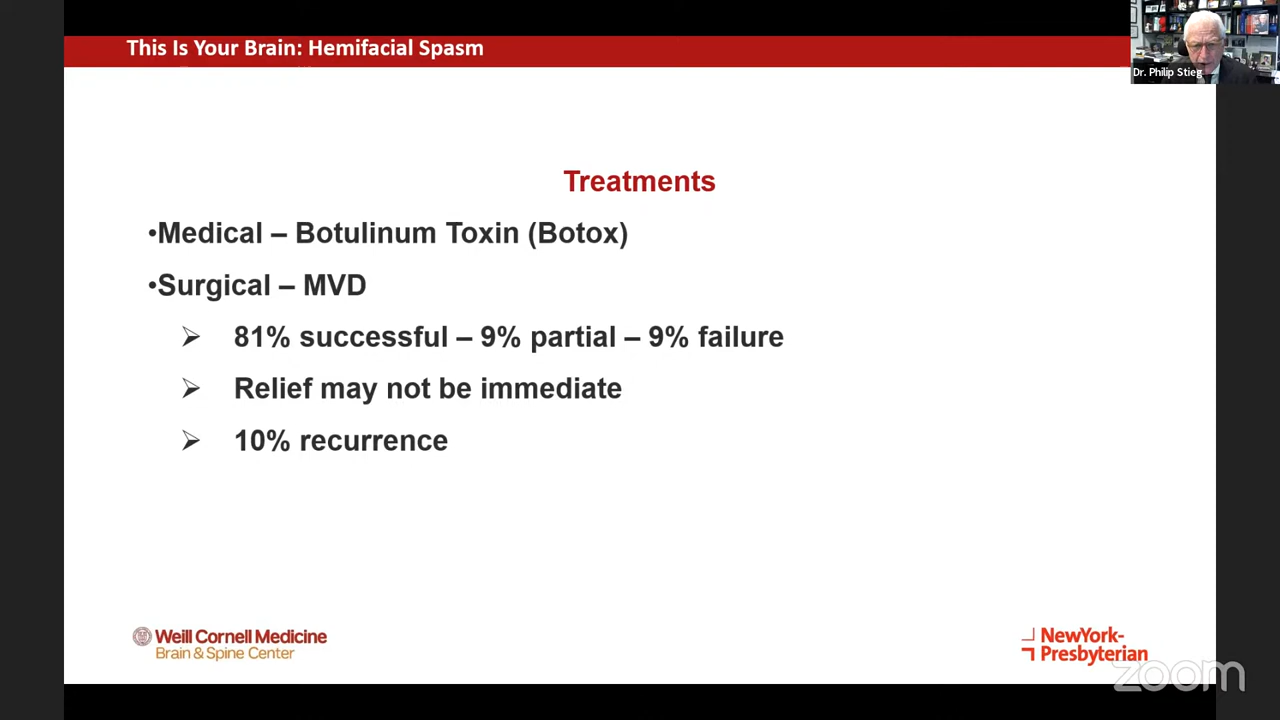 This Is Your Brain: Hemifacial Spasm
Dr. Philip Stieg
Treatments
•Medical – Botulinum Toxin (Botox)
•Surgical – MVD
➢ 81% successful – 9% partial – 9% failure
➢ Relief may not be immediate
➢ 10% recurrence
Weill Cornell Medicine
Brain & Spine Center
NewYork-
Presbyterian
zoom